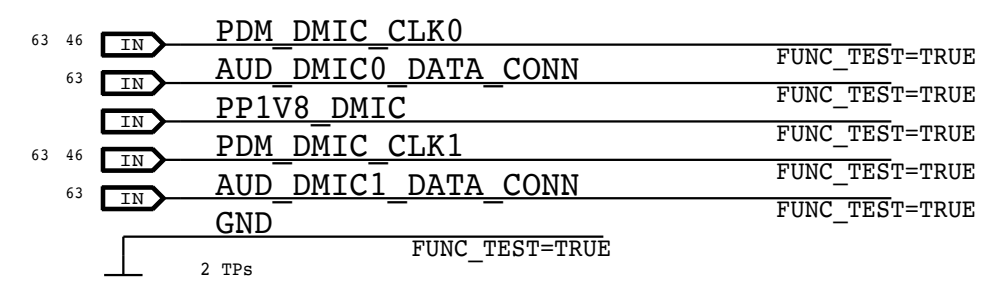 63 46 IN PDM_DMIC_CLK0 FUNC_TEST=TRUE
63 IN AUD_DMIC0_DATA_CONN FUNC_TEST=TRUE
IN PP1V8_DMIC FUNC_TEST=TRUE
63 46 IN PDM_DMIC_CLK1 FUNC_TEST=TRUE
63 IN AUD_DMIC1_DATA_CONN FUNC_TEST=TRUE
GND FUNC_TEST=TRUE
2 TPs